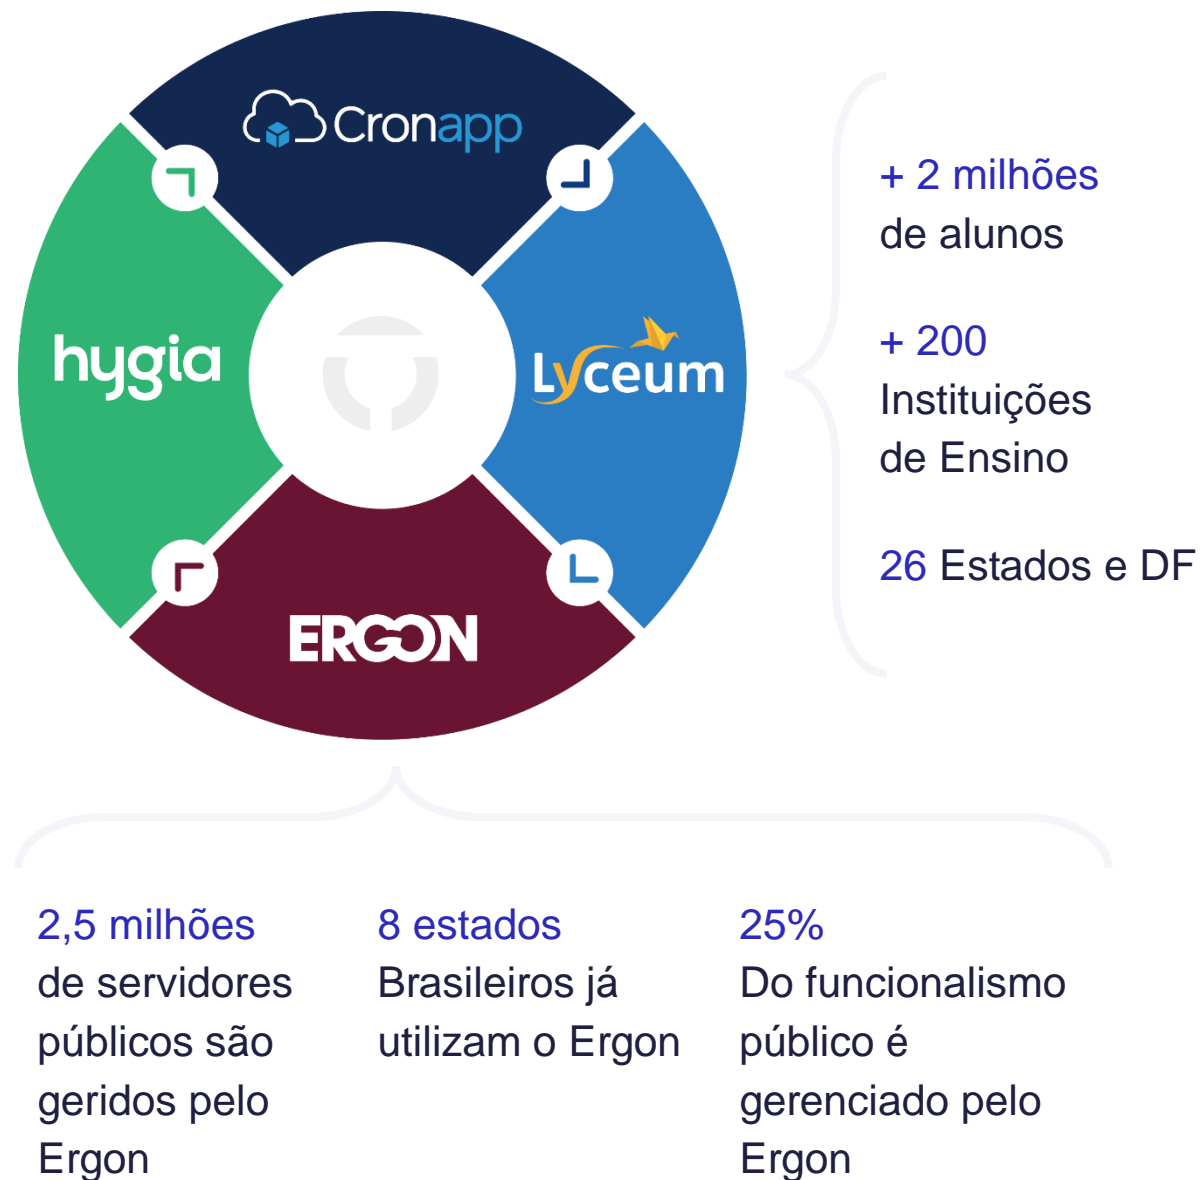 Cronapp
hygia
Lyceum
ERGON
+ 2 milhões
de alunos
+ 200
Instituições
de Ensino
26 Estados e DF
2,5 milhões
de servidores
públicos são
geridos pelo
Ergon
8 estados
Brasileiros já
utilizam o Ergon
25%
Do funcionalismo
público é
gerenciado pelo
Ergon